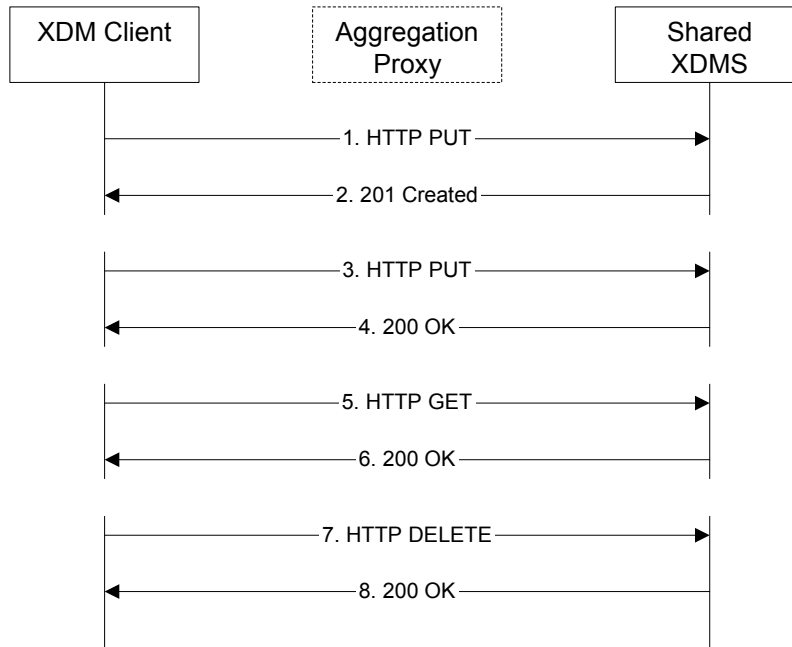 XDM Client
Aggregation
Proxy
Shared
XDMS
1. HTTP PUT
2. 201 Created
3. HTTP PUT
4. 200 OK
5. HTTP GET
6. 200 OK
7. HTTP DELETE
8. 200 OK